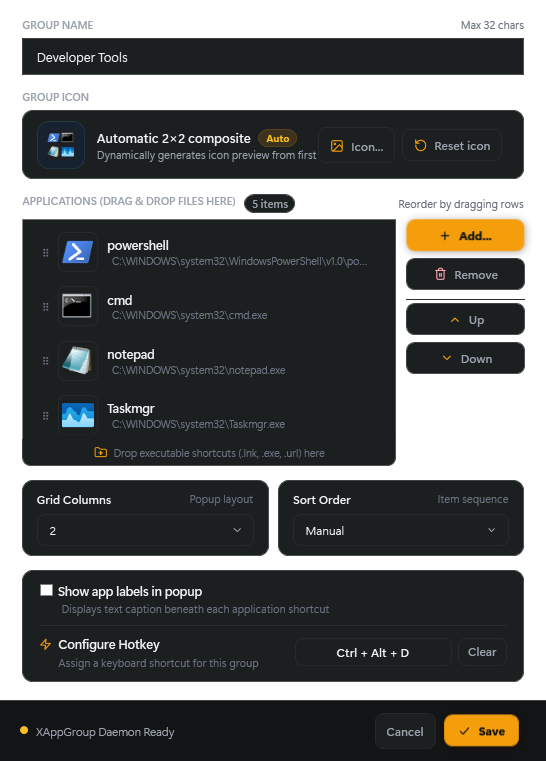 GROUP NAME Max 32 chars
Developer Tools
GROUP ICON
Automatic 2×2 composite Auto
Dynamically generates icon preview from first
Icon... Reset icon
APPLICATIONS (DRAG & DROP FILES HERE) 5 items Reorder by dragging rows
powershell
C:\WINDOWS\system32\WindowsPowerShell\v1.0\po...
cmd
C:\WINDOWS\system32\cmd.exe
notepad
C:\WINDOWS\system32\notepad.exe
Taskmgr
C:\WINDOWS\system32\Taskmgr.exe
Drop executable shortcuts (.lnk, .exe, .url) here
Add...
Remove
Up
Down
Grid Columns Popup layout
2
Sort Order Item sequence
Manual
Show app labels in popup
Displays text caption beneath each application shortcut
Configure Hotkey
Assign a keyboard shortcut for this group
Ctrl + Alt + D Clear
XAppGroup Daemon Ready Cancel Save